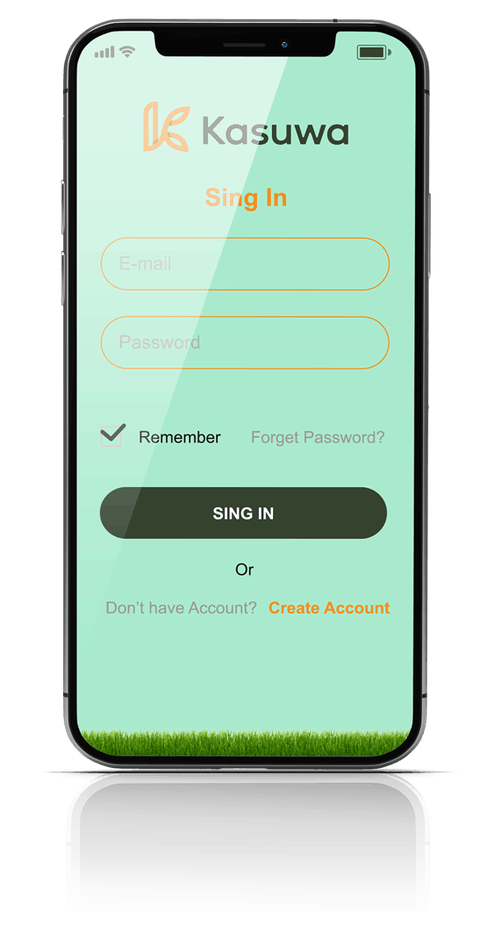 Kasuwa
Sing In
E-mail
Password
Remember Forget Password?
SING IN
Or
Don't have Account? Create Account